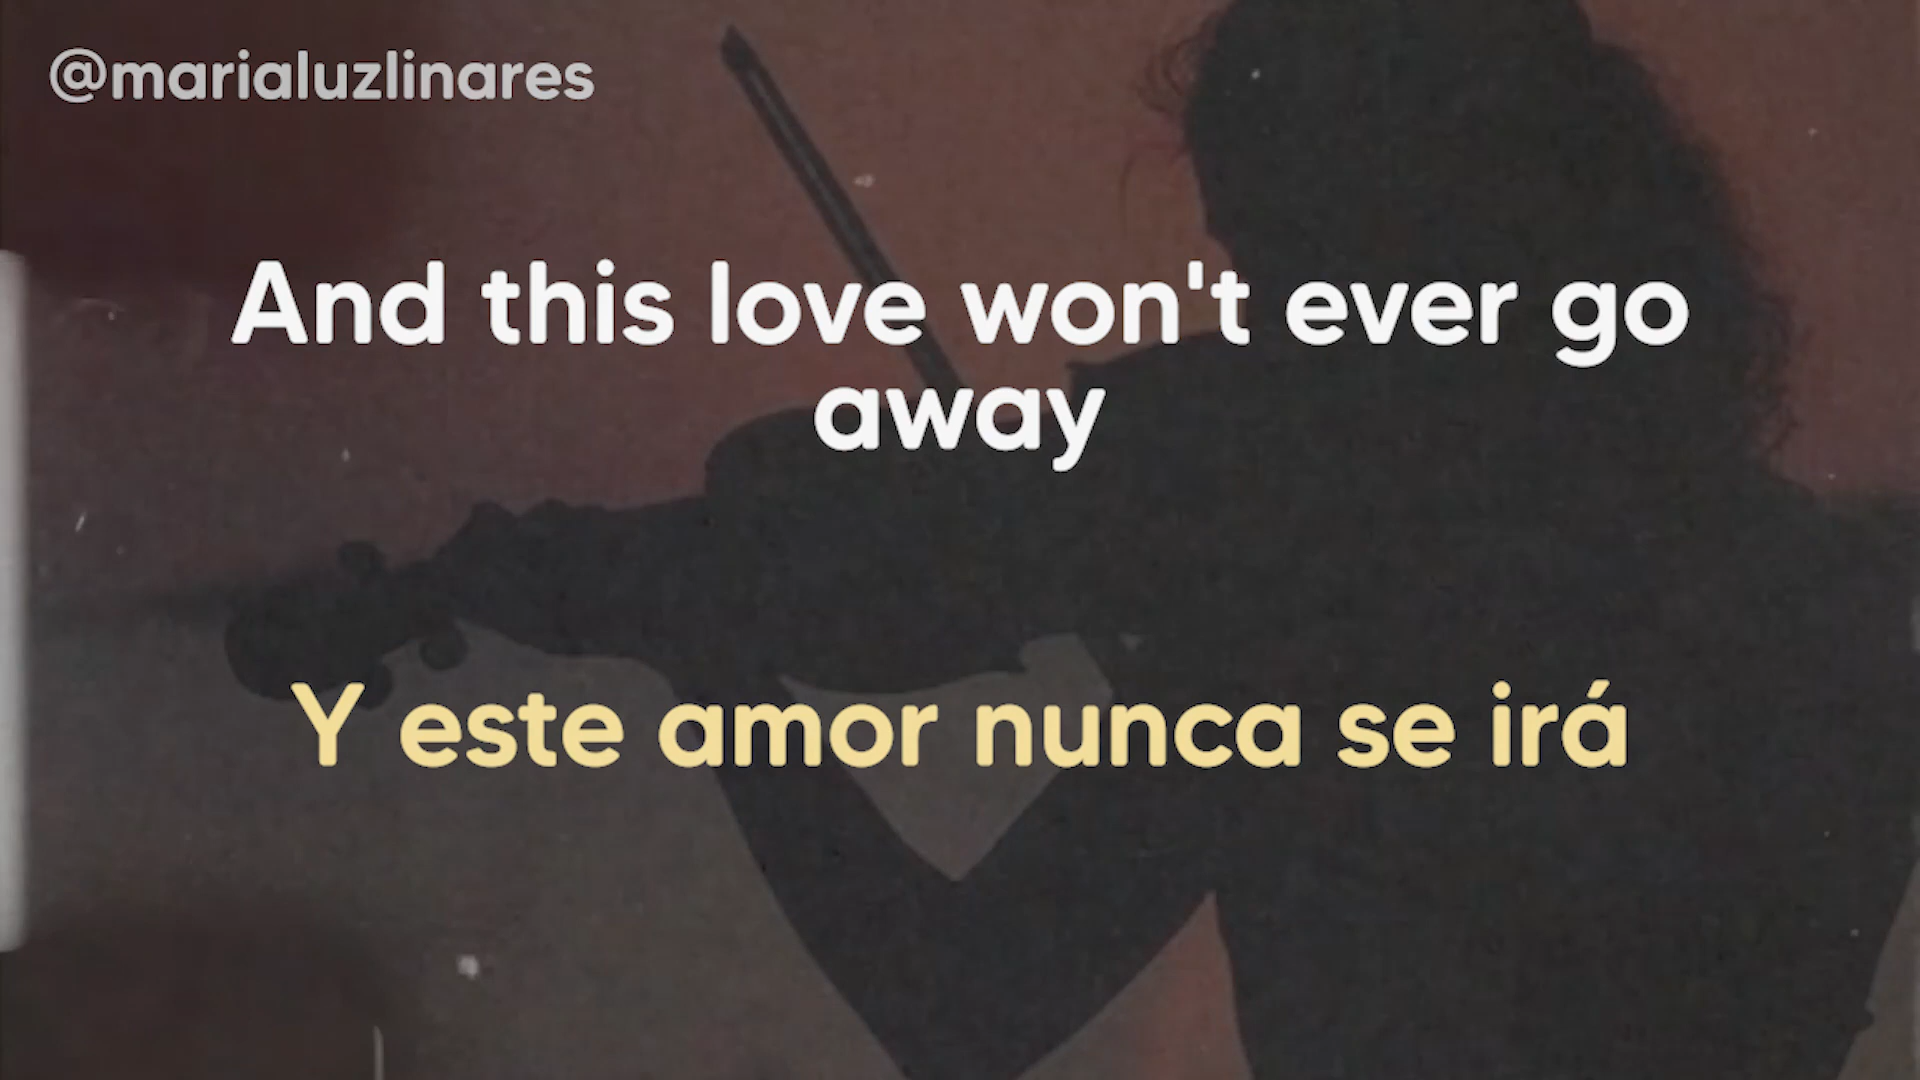 @marialuzlinares
And this love won't ever go
away
Y este amor nunca se irá